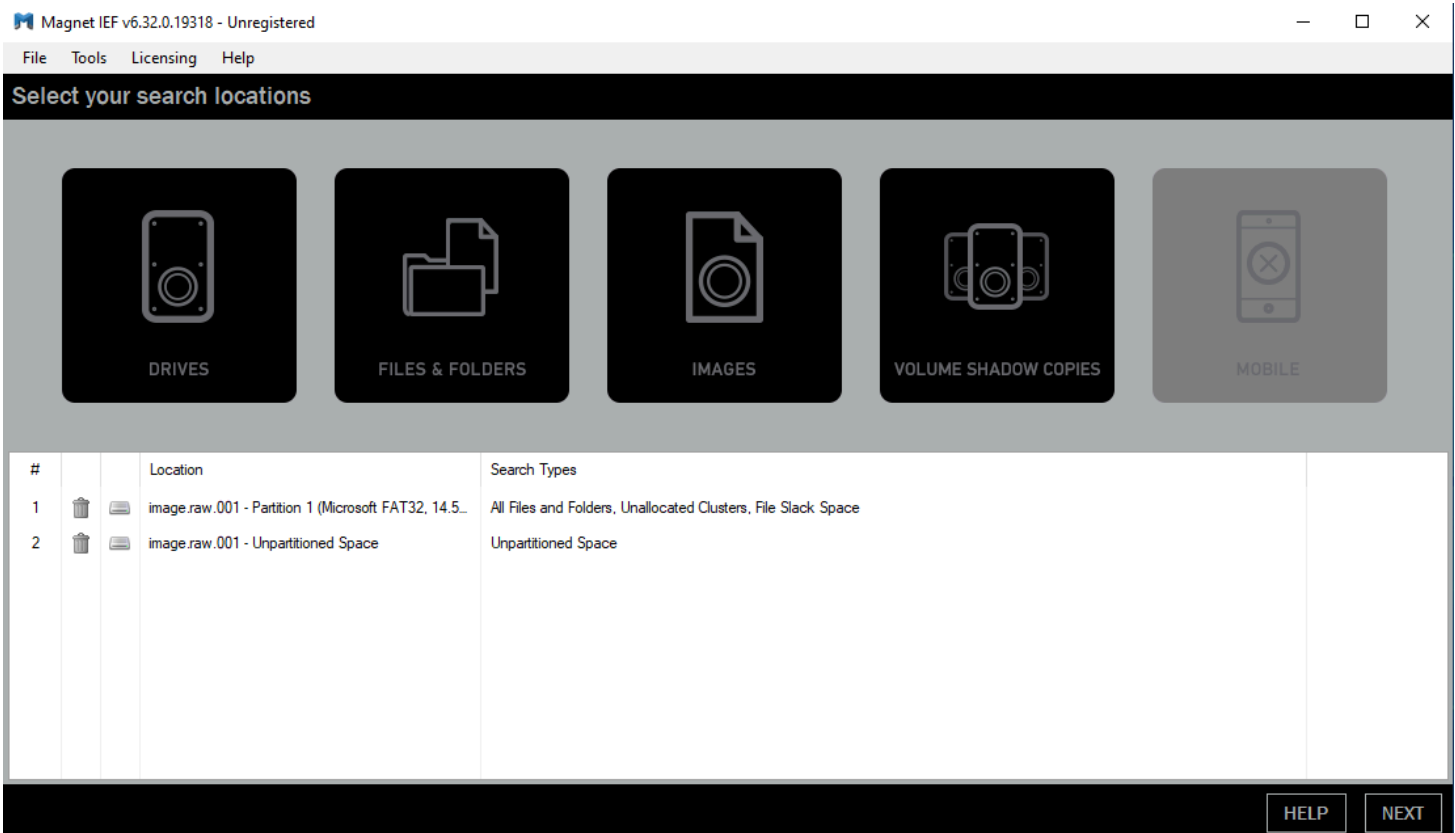 Magnet IEF v6.32.0.19318 - Unregistered
File Tools Licensing Help
Select your search locations
DRIVES FILES & FOLDERS IMAGES VOLUME SHADOW COPIES MOBILE
# Location Search Types
1 image.raw.001 - Partition 1 (Microsoft FAT32, 14.5... All Files and Folders, Unallocated Clusters, File Slack Space
2 image.raw.001 - Unpartitioned Space Unpartitioned Space
HELP NEXT